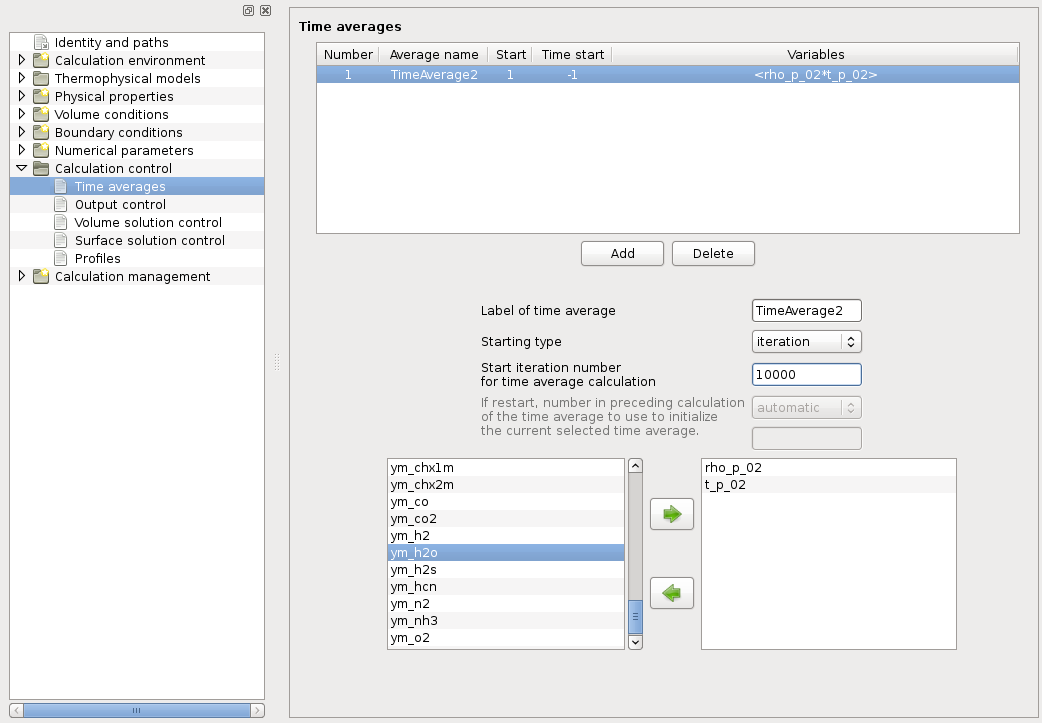 Identity and paths
Calculation environment
Thermophysical models
Physical properties
Volume conditions
Boundary conditions
Numerical parameters
Calculation control
Time averages
Output control
Volume solution control
Surface solution control
Profiles
Calculation management
Time averages
Number Average name Start Time start Variables
1 TimeAverage2 1 -1 <rho_p_02*t_p_02>
Add Delete
Label of time average TimeAverage2
Starting type iteration
Start iteration number
for time average calculation 10000
If restart, number in preceding calculation
of the time average to use to initialize automatic
the current selected time average.
ym_chx1m
ym_chx2m
ym_co
ym_co2
ym_h2
ym_h2o
ym_h2s
ym_hcn
ym_n2
ym_nh3
ym_o2
rho_p_02
t_p_02